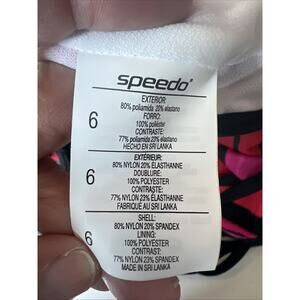 speedo
EXTERIOR:
80% poliamida 20% elastano
FORRO:
100% poliéster
CONTRASTE:
77% poliamida 23% elastano
HECHO EN SRI LANKA
6
EXTÉRIEUR:
80% NYLON 20% ÉLASTHANNE
DOUBLURE:
100% POLYESTER
CONTRASTE:
77% NYLON 23% ÉLASTHANNE
FABRIQUÉ AU SRI LANKA
6
SHELL:
80% NYLON 20% SPANDEX
LINING:
100% POLYESTER
CONTRAST:
77% NYLON 23% SPANDEX
MADE IN SRI LANKA
6